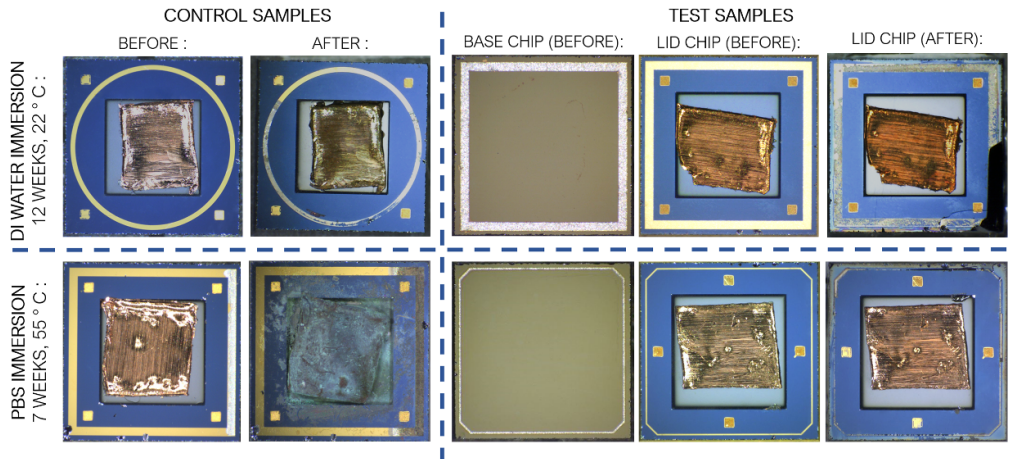 CONTROL SAMPLES
TEST SAMPLES
BEFORE :
AFTER :
BASE CHIP (BEFORE):
LID CHIP (BEFORE):
LID CHIP (AFTER):
DI WATER IMMERSION
12 WEEKS, 22 ° C :
PBS IMMERSION
7 WEEKS, 55 ° C :